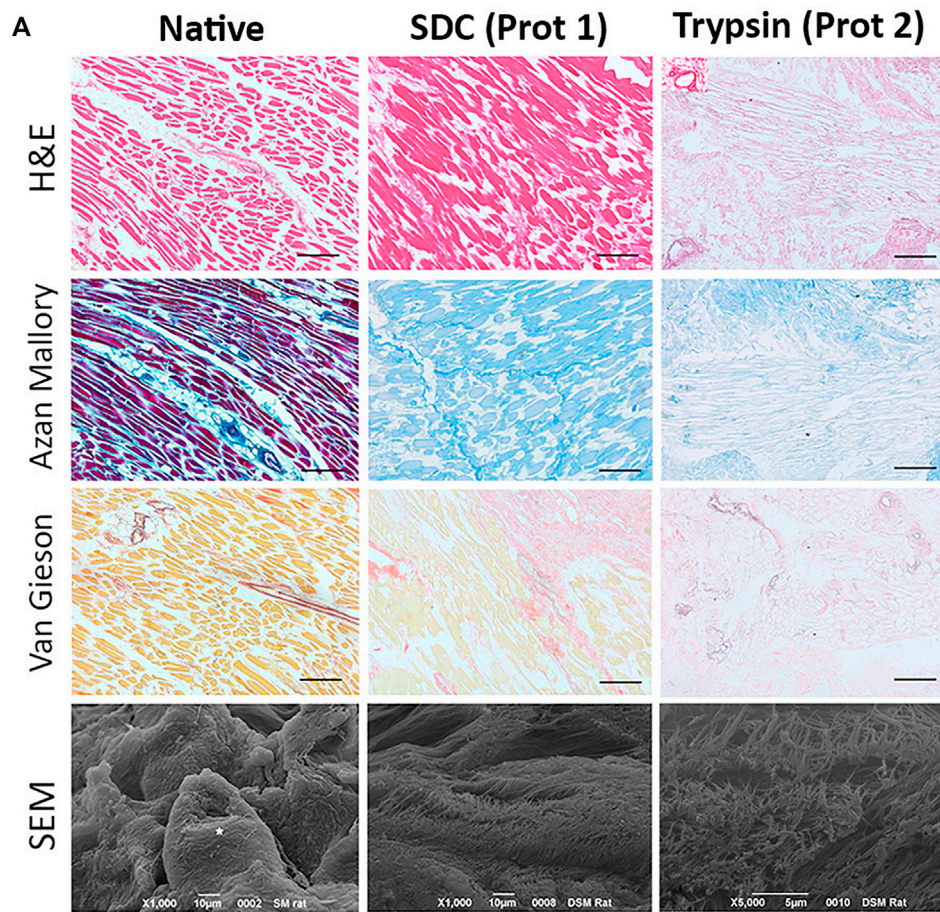 A
Native
SDC (Prot 1)
Trypsin (Prot 2)
H&E
Azan Mallory
Van Gieson
SEM
X1,000 10µm 0002 SM rat
X1,000 10µm 0008 DSM Rat
X5,000 5µm 0010 DSM Rat